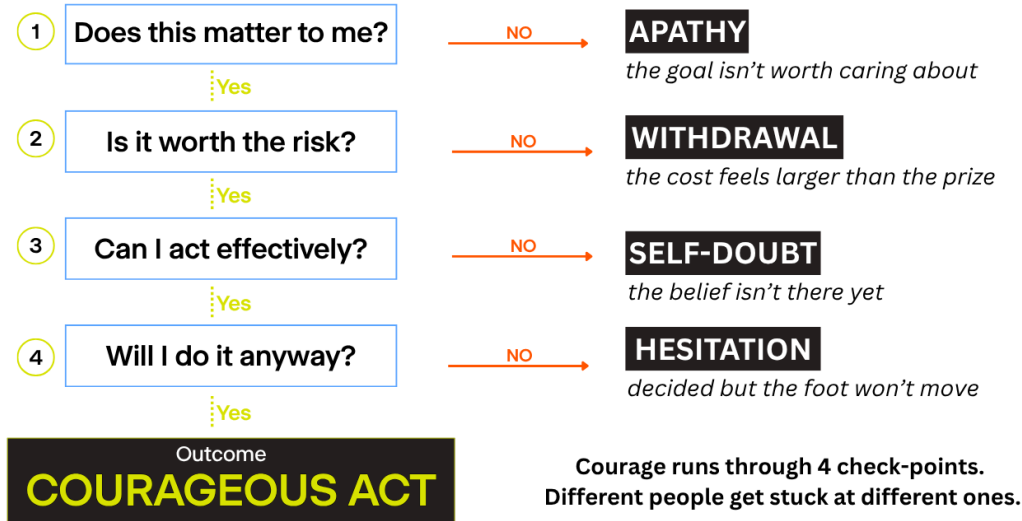 1
Does this matter to me?
NO
APATHY
the goal isn’t worth caring about
Yes
2
Is it worth the risk?
NO
WITHDRAWAL
the cost feels larger than the prize
Yes
3
Can I act effectively?
NO
SELF-DOUBT
the belief isn’t there yet
Yes
4
Will I do it anyway?
NO
HESITATION
decided but the foot won’t move
Yes
Outcome
COURAGEOUS ACT
Courage runs through 4 check-points.
Different people get stuck at different ones.